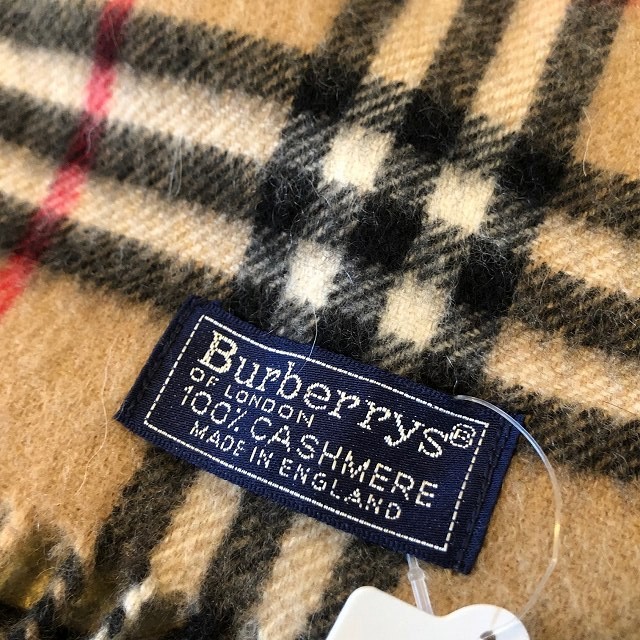 Burberrys®
OF LONDON
100% CASHMERE
MADE IN ENGLAND